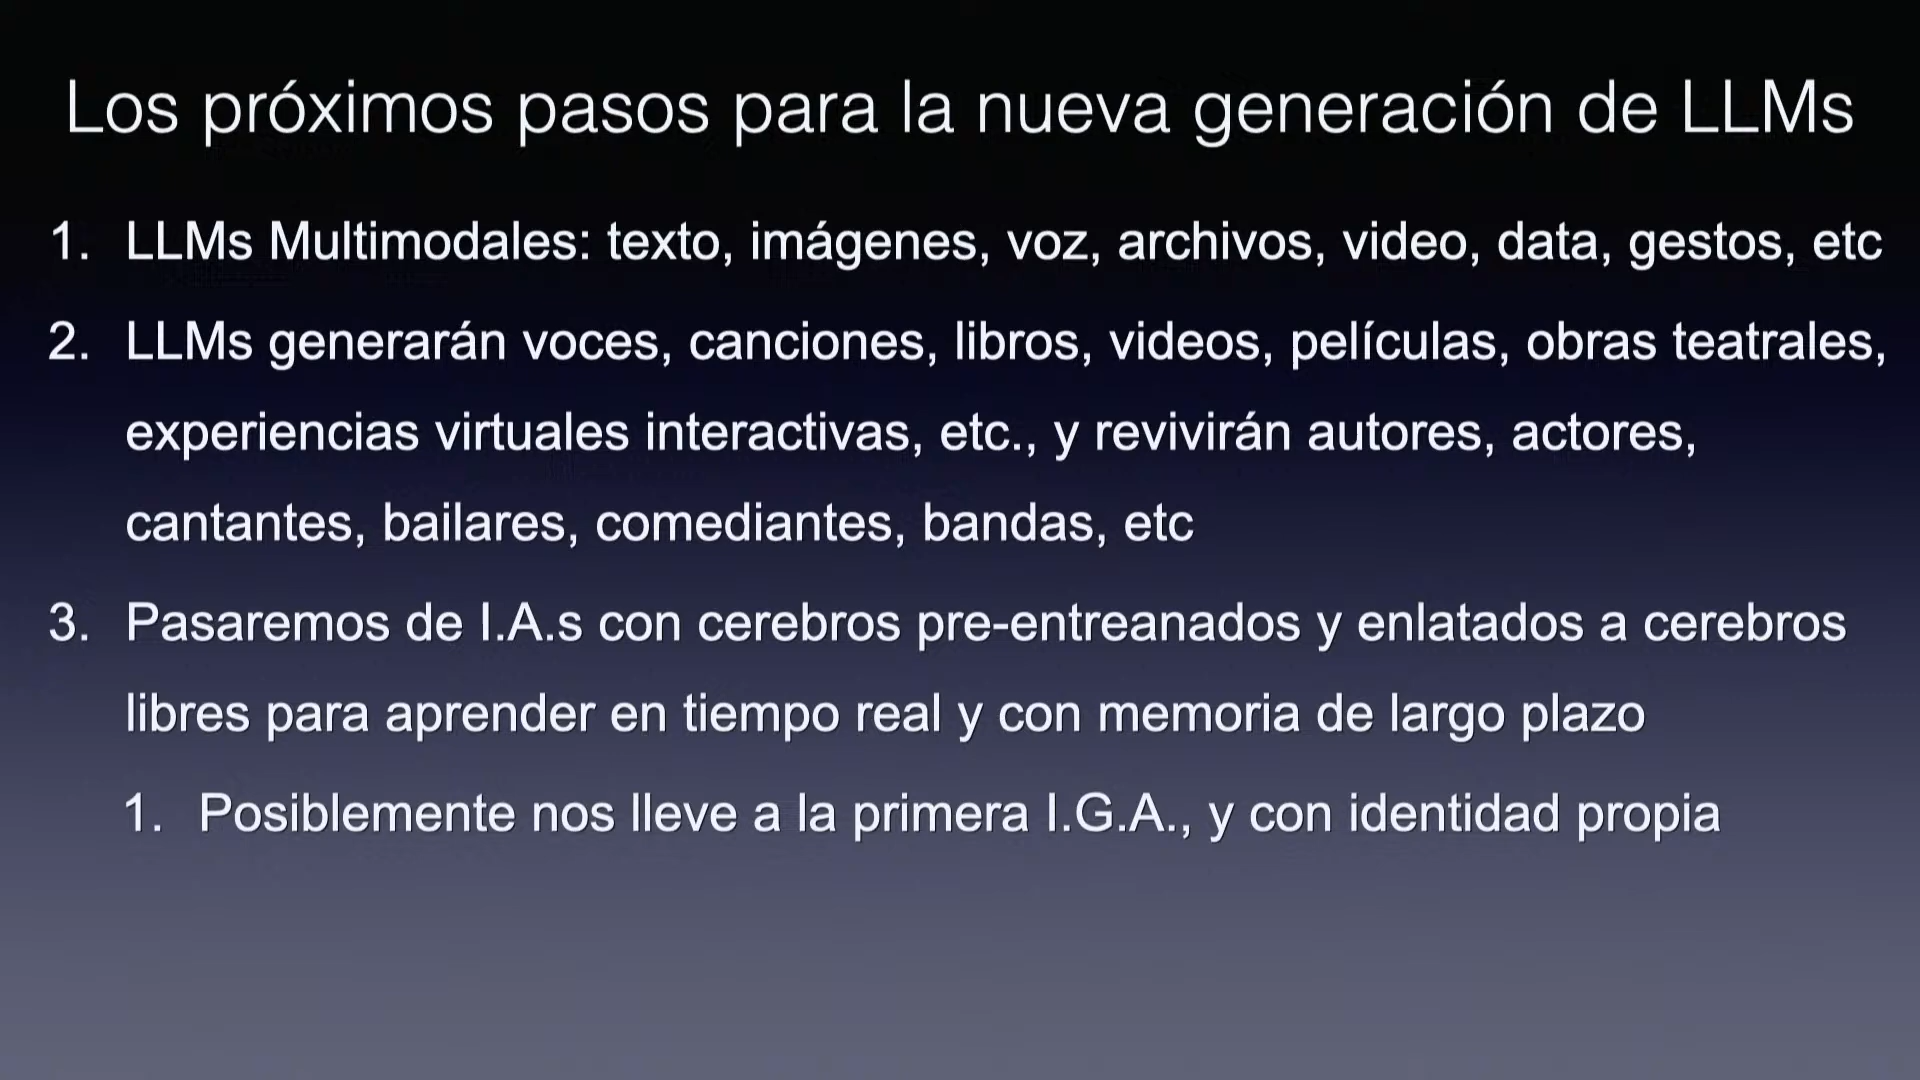 Los próximos pasos para la nueva generación de LLMs
1. LLMs Multimodales: texto, imágenes, voz, archivos, video, data, gestos, etc
2. LLMs generarán voces, canciones, libros, videos, películas, obras teatrales,
experiencias virtuales interactivas, etc., y revivirán autores, actores,
cantantes, bailares, comediantes, bandas, etc
3. Pasaremos de I.A.s con cerebros pre-entreanados y enlatados a cerebros
libres para aprender en tiempo real y con memoria de largo plazo
1. Posiblemente nos lleve a la primera I.G.A., y con identidad propia